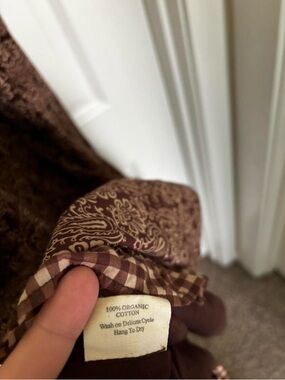 100% ORGANIC
COTTON
Wash on Delicate Cycle
Hang To Dry